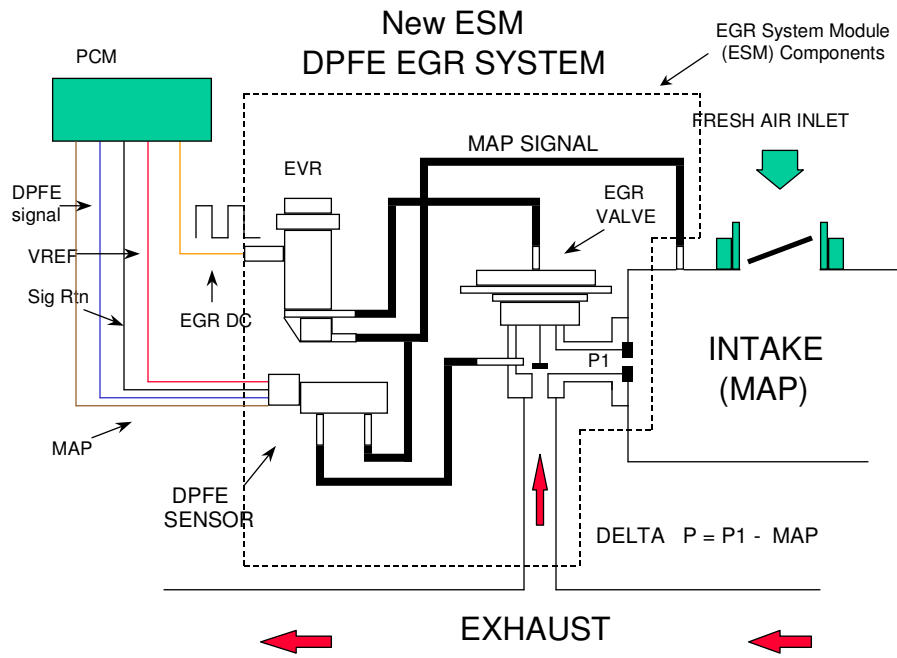 New ESM
DPFE EGR SYSTEM
EGR System Module
(ESM) Components
PCM
FRESH AIR INLET
MAP SIGNAL
EVR
DPFE
signal
EGR
VALVE
VREF
Sig Rtn
EGR DC
P1
INTAKE
(MAP)
MAP
DPFE
SENSOR
DELTA P = P1 - MAP
EXHAUST